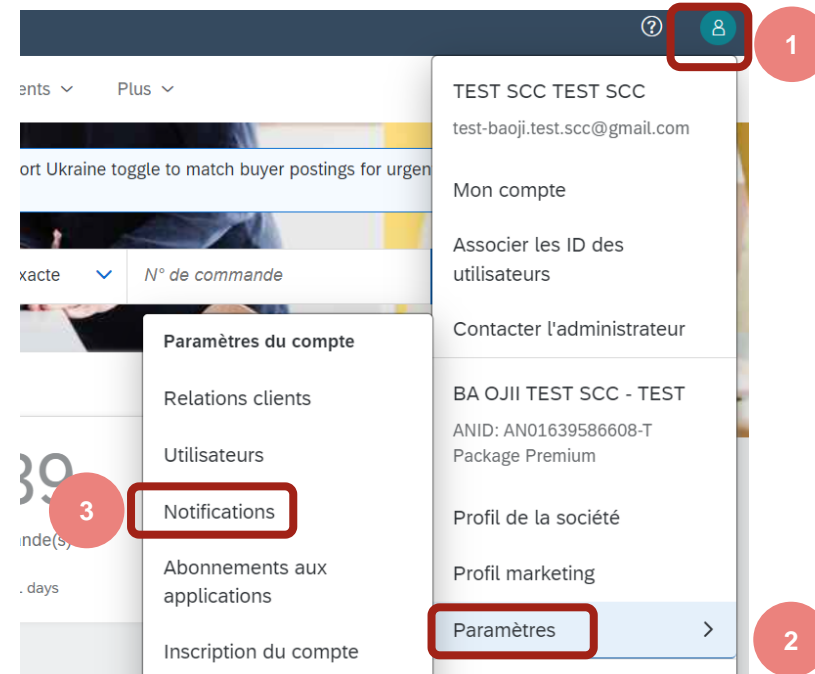 1
TEST SCC TEST SCC
Plus
test-baoji.test.scc@gmail.com
ort Ukraine toggle to match buyer postings for urgen
Mon compte
Associer les ID des
utilisateurs
xacte
N° de commande
Contacter l'administrateur
Paramètres du compte
BA OJII TEST SCC - TEST
Relations clients
ANID: AN01639586608-T
Package Premium
Utilisateurs
39
3
Notifications
Profil de la société
nde(s)
Abonnements aux
applications
Profil marketing
days
Paramètres
2
Inscription du compte